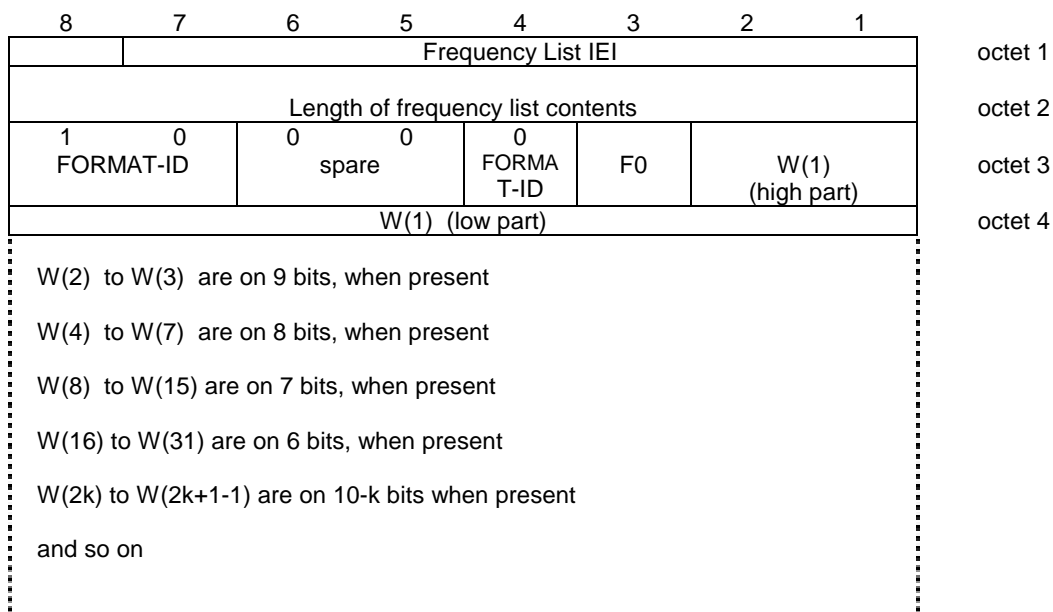 8 7 6 5 4 3 2 1
Frequency List IEI octet 1
Length of frequency list contents octet 2
1 0 0 0 0
FORMAT-ID spare FORMA
T-ID F0 W(1)
(high part) octet 3
W(1) (low part) octet 4
W(2) to W(3) are on 9 bits, when present
W(4) to W(7) are on 8 bits, when present
W(8) to W(15) are on 7 bits, when present
W(16) to W(31) are on 6 bits, when present
W(2k) to W(2k+1-1) are on 10-k bits when present
and so on